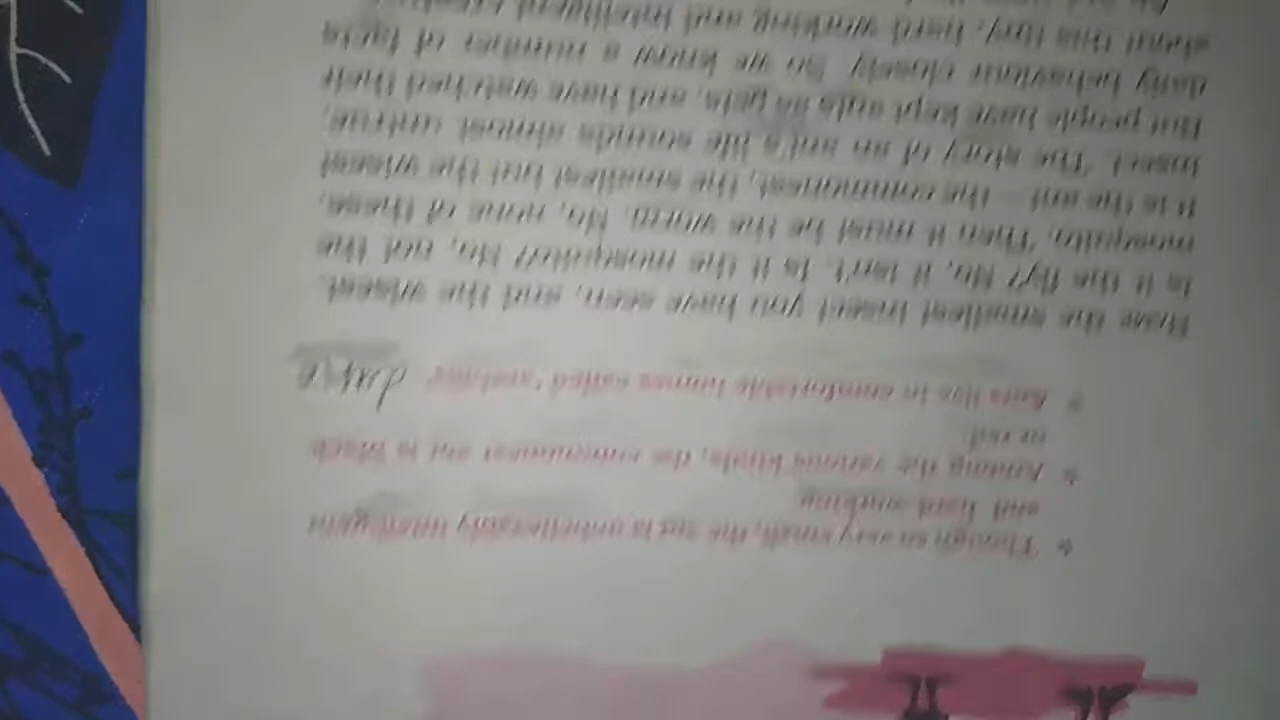 Though so very small, the ant is unbelievably intelligent
and hard-working.
Among the various kinds, the commonest ant is black
or red.
Ants live in comfortable homes called 'anthills'.
Name the smallest insect you have seen, and the wisest.
Is it the fly? No, it isn't. Is it the mosquito? No, not the
mosquito. Then it must be the worm. No, none of these.
It is the ant — the commonest, the smallest but the wisest
insect. The story of an ant's life sounds almost untrue.
But people have kept ants as pets, and have watched their
daily behaviour closely. So we know a number of facts
about this tiny, hard working and intelligent creature.